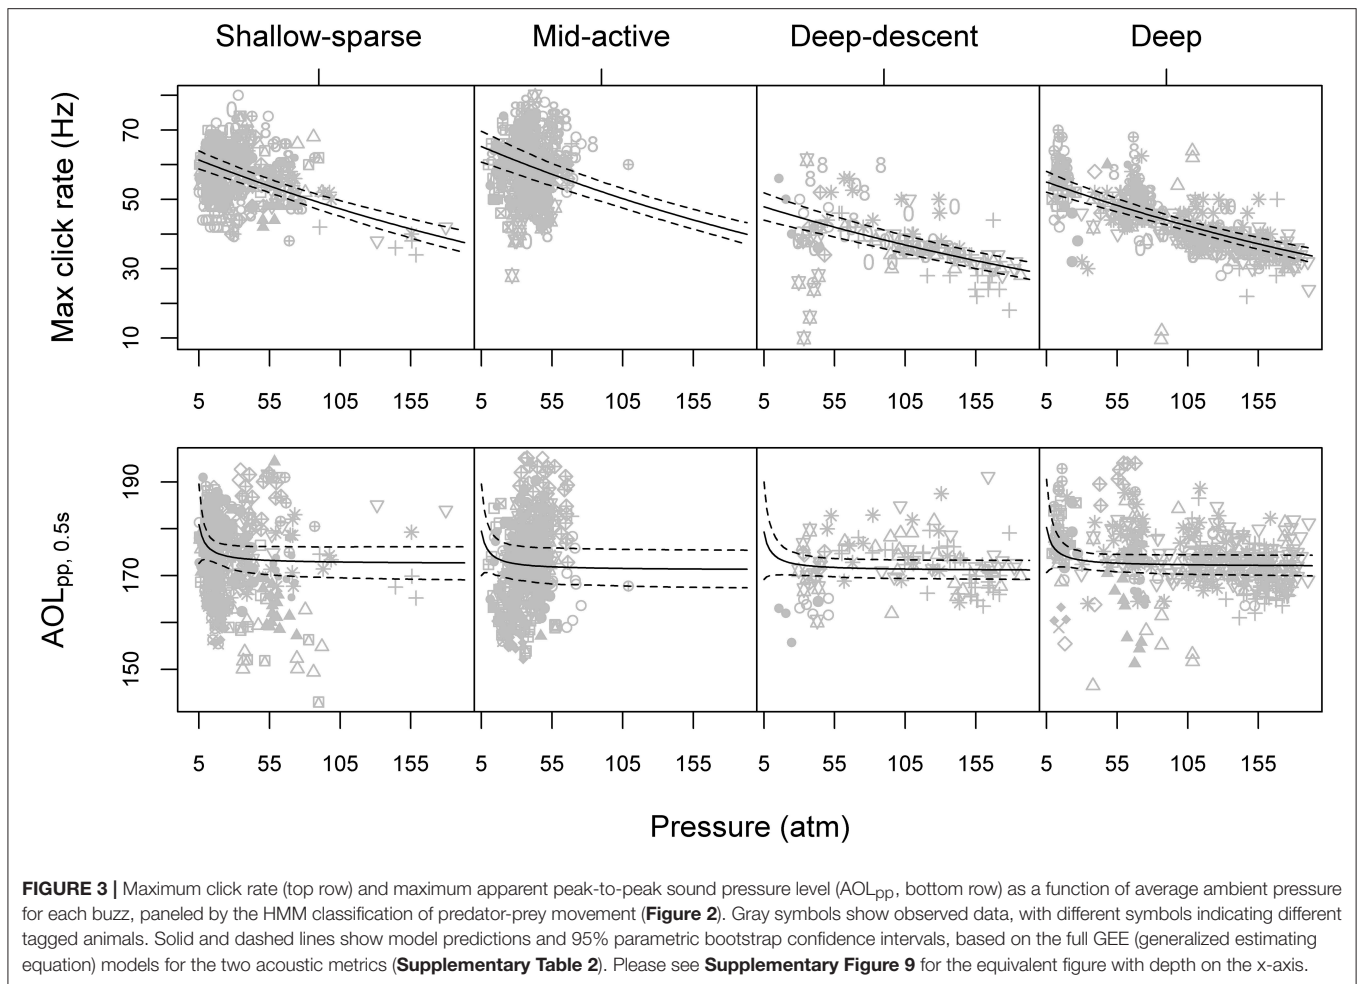 Shallow-sparse Mid-active Deep-descent Deep
Max click rate (Hz)
70
50
30
10
5 55 105 155 5 55 105 155 5 55 105 155 5 55 105 155
AOLpp, 0.5s
190
170
150
5 55 105 155 5 55 105 155 5 55 105 155 5 55 105 155
Pressure (atm)
FIGURE 3 | Maximum click rate (top row) and maximum apparent peak-to-peak sound pressure level (AOLpp, bottom row) as a function of average ambient pressure
for each buzz, paneled by the HMM classification of predator-prey movement (Figure 2). Gray symbols show observed data, with different symbols indicating different
tagged animals. Solid and dashed lines show model predictions and 95% parametric bootstrap confidence intervals, based on the full GEE (generalized estimating
equation) models for the two acoustic metrics (Supplementary Table 2). Please see Supplementary Figure 9 for the equivalent figure with depth on the x-axis.